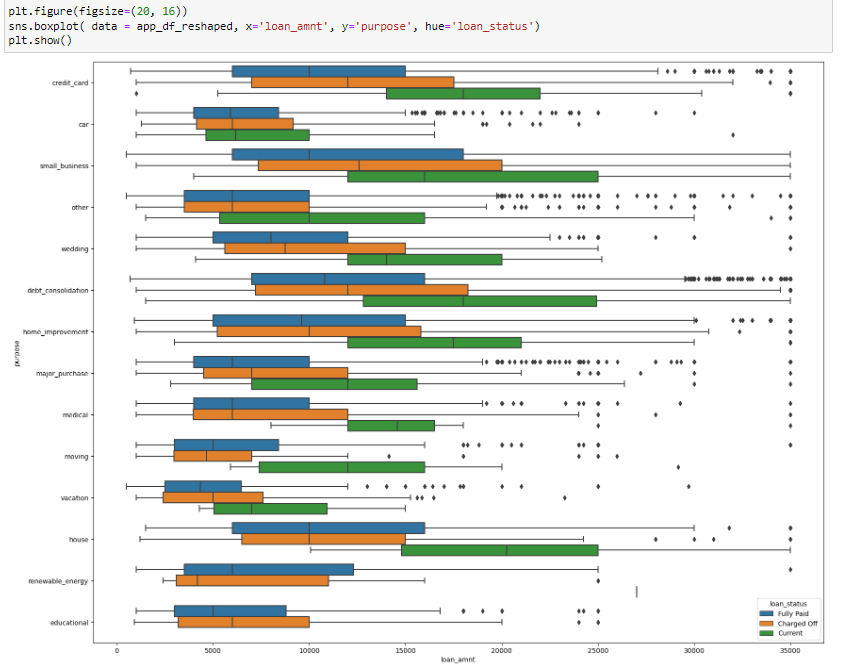 plt.figure(figsize=(20, 16))
sns.boxplot( data = app_df_reshaped, x='loan_amnt', y='purpose', hue='loan_status')
plt.show()
credit_card
car
small_business
other
wedding
debt_consolidation
home_improvement
major_purchase
medical
moving
vacation
house
renewable_energy
educational
purpose
loan_status
Fully Paid
Charged Off
Current
0 5000 10000 15000 20000 25000 30000 35000
loan_amnt